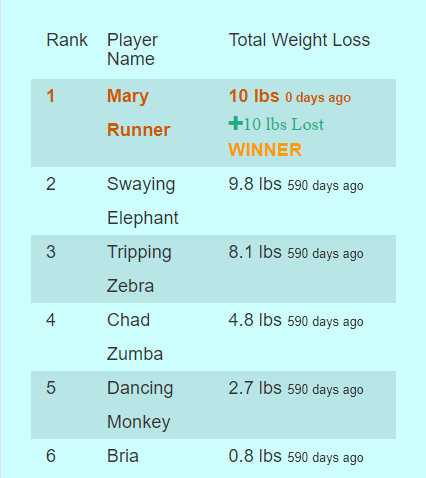 Rank Player Name Total Weight Loss
1 Mary Runner 10 lbs 0 days ago
+10 lbs Lost
WINNER
2 Swaying Elephant 9.8 lbs 590 days ago
3 Tripping Zebra 8.1 lbs 590 days ago
4 Chad Zumba 4.8 lbs 590 days ago
5 Dancing Monkey 2.7 lbs 590 days ago
6 Bria 0.8 lbs 590 days ago